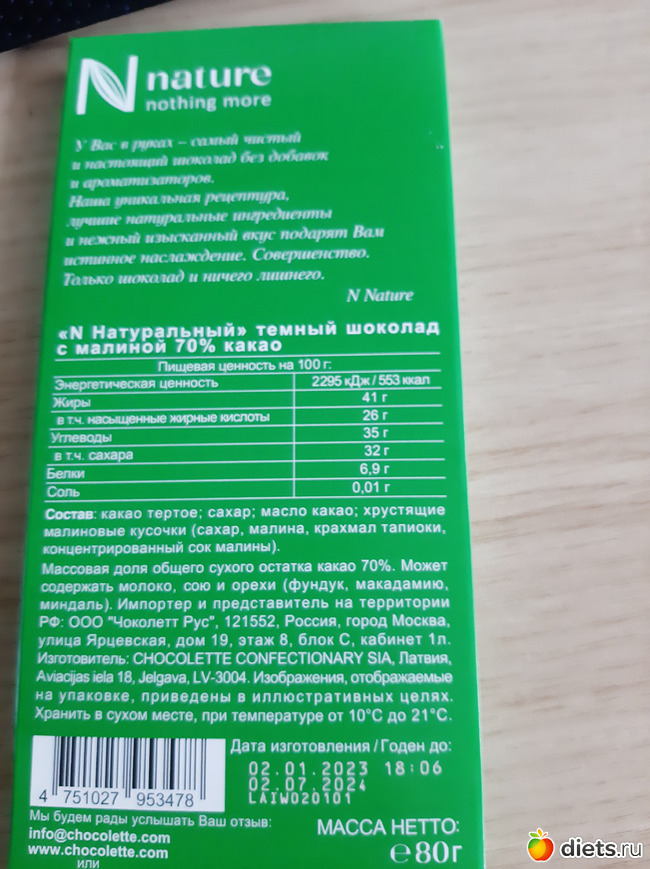 N nature
nothing more
У Вас в руках – самый чистый
и настоящий шоколад без добавок
и ароматизаторов.
Наша уникальная рецептура,
лучшие натуральные ингредиенты
и нежный изысканный вкус подарят Вам
истинное наслаждение. Совершенство.
Только шоколад и ничего лишнего.
N Nature
«N Натуральный» темный шоколад
с малиной 70% какао
Пищевая ценность на 100 г:
Энергетическая ценность 2295 кДж / 553 ккал
Жиры 41 г
в т.ч. насыщенные жирные кислоты 26 г
Углеводы 35 г
в т.ч. сахара 32 г
Белки 6,9 г
Соль 0,01 г
Состав: какао тертое; сахар; масло какао; хрустящие
малиновые кусочки (сахар, малина, крахмал тапиоки,
концентрированный сок малины).
Массовая доля общего сухого остатка какао 70%. Может
содержать молоко, сою и орехи (фундук, макадамию,
миндаль). Импортер и представитель на территории
РФ: ООО "Чоколетт Рус", 121552, Россия, город Москва,
улица Ярцевская, дом 19, этаж 8, блок С, кабинет 1л.
Изготовитель: CHOCOLETTE CONFECTIONARY SIA, Латвия,
Aviacijas iela 18, Jelgava, LV-3004. Изображения, отображаемые
на упаковке, приведены в иллюстративных целях.
Хранить в сухом месте, при температуре от 10°C до 21°C.
Дата изготовления / Годен до:
02.01.2023 18:06
02.07.2024
LAIW020101
4 751027 953478
Мы будем рады услышать Ваш отзыв:
info@chocolette.com
www.chocolette.com
или
МАССА НЕТТО:
℮80г
diets.ru